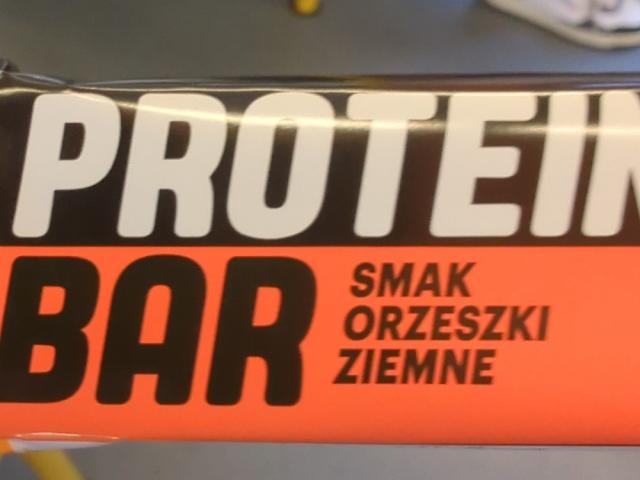 PROTEIN
BAR
SMAK
ORZESZKI
ZIEMNE